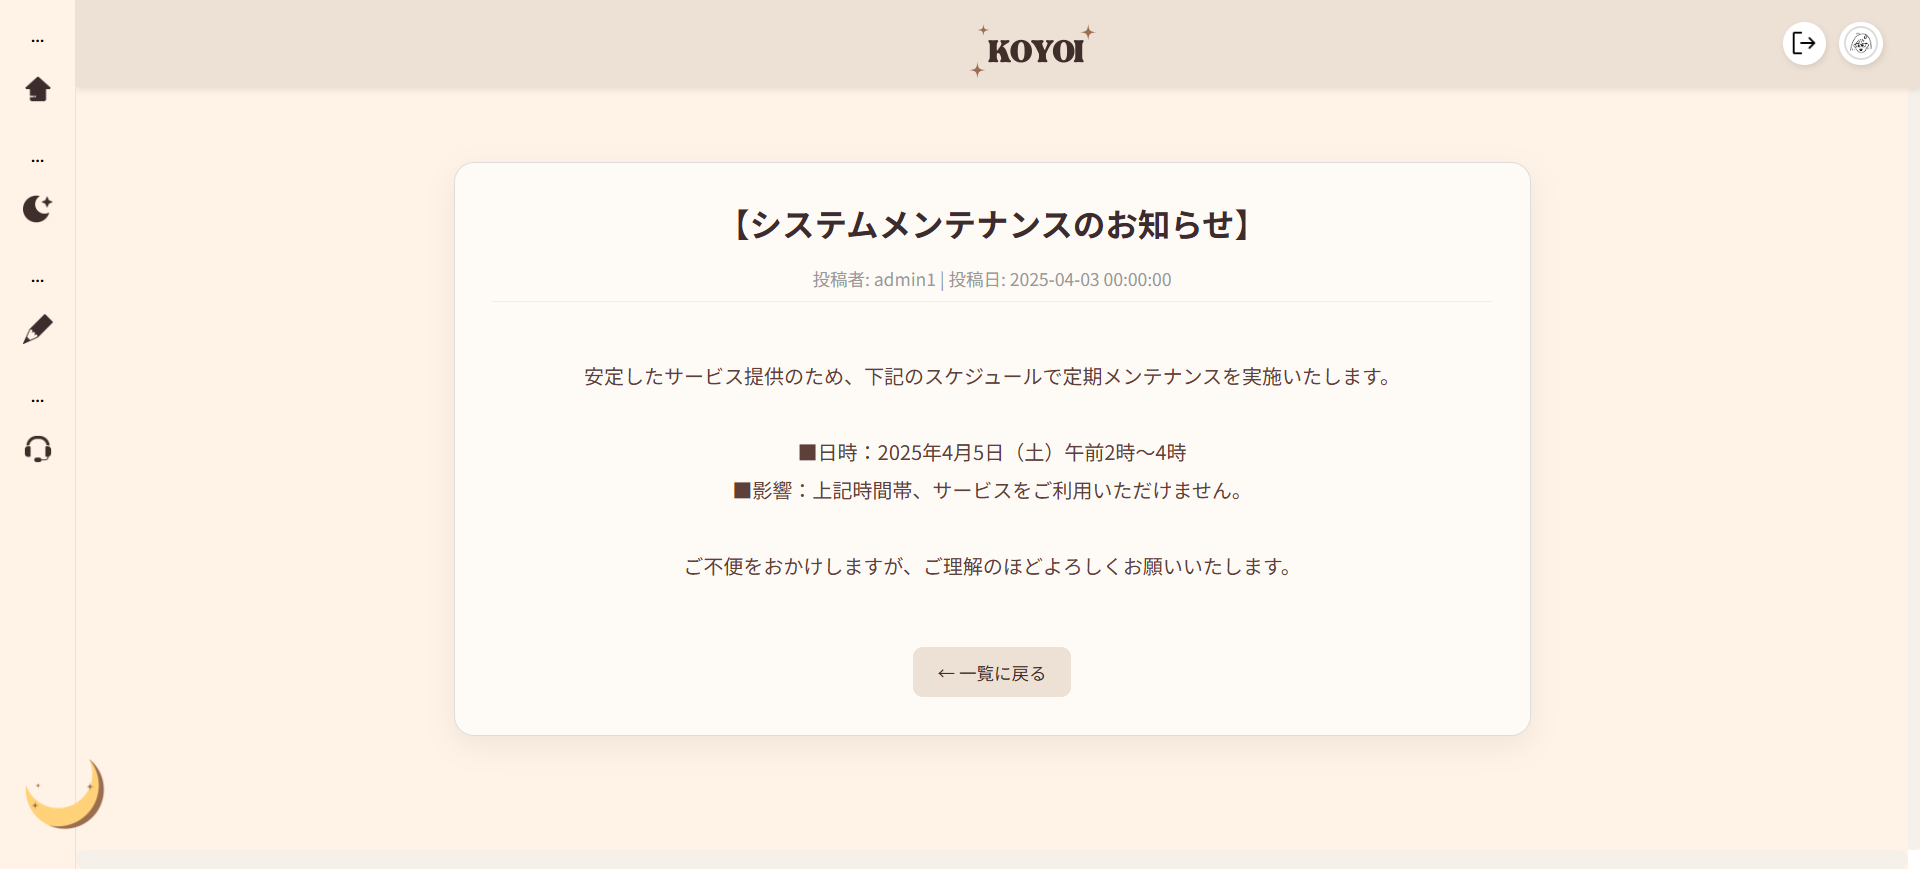 ...
...
...
...
KOYOI
【システムメンテナンスのお知らせ】
投稿者: admin1 | 投稿日: 2025-04-03 00:00:00
安定したサービス提供のため、下記のスケジュールで定期メンテナンスを実施いたします。
■日時：2025年4月5日（土）午前2時〜4時
■影響：上記時間帯、サービスをご利用いただけません。
ご不便をおかけしますが、ご理解のほどよろしくお願いいたします。
← 一覧に戻る